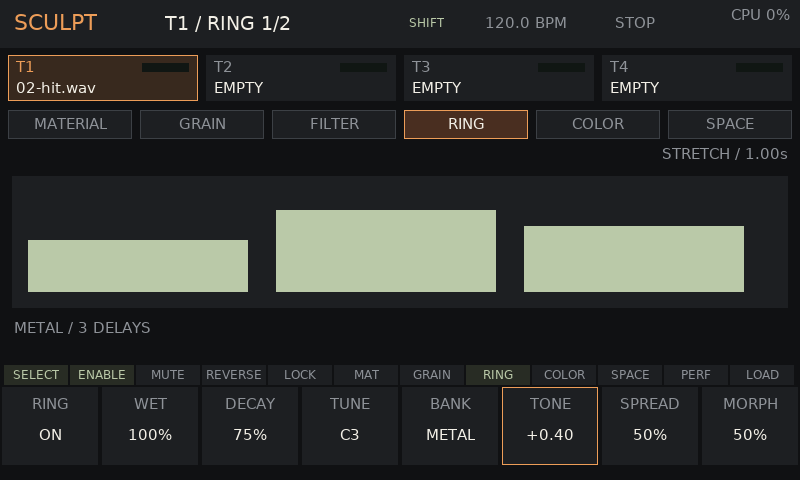 SCULPT T1 / RING 1/2 SHIFT 120.0 BPM STOP CPU 0%
T1 T2 T3 T4
02-hit.wav EMPTY EMPTY EMPTY
MATERIAL GRAIN FILTER RING COLOR SPACE
STRETCH / 1.00s
METAL / 3 DELAYS
SELECT ENABLE MUTE REVERSE LOCK MAT GRAIN RING COLOR SPACE PERF LOAD
RING WET DECAY TUNE BANK TONE SPREAD MORPH
ON 100% 75% C3 METAL +0.40 50% 50%